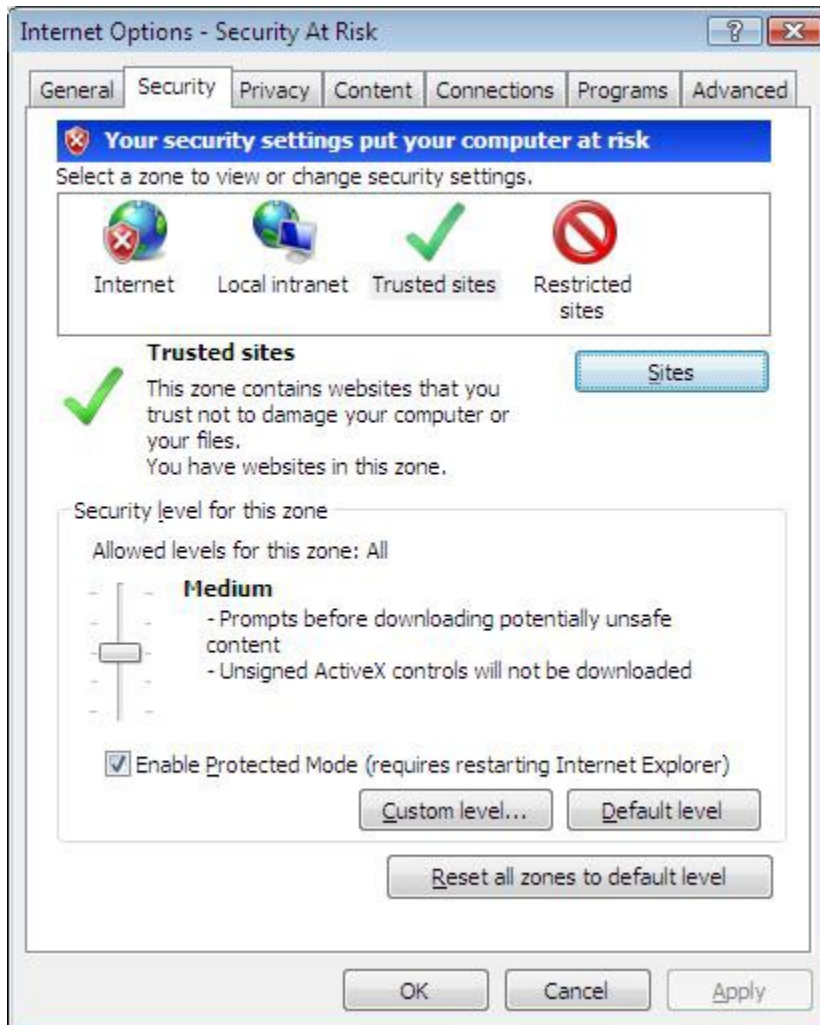 Internet Options - Security At Risk
General Security Privacy Content Connections Programs Advanced
Your security settings put your computer at risk
Select a zone to view or change security settings.
Internet Local intranet Trusted sites Restricted
sites
Trusted sites
Sites
This zone contains websites that you
trust not to damage your computer or
your files.
You have websites in this zone.
Security level for this zone
Allowed levels for this zone: All
Medium
- Prompts before downloading potentially unsafe
content
- Unsigned ActiveX controls will not be downloaded
Enable Protected Mode (requires restarting Internet Explorer)
Custom level... Default level
Reset all zones to default level
OK Cancel Apply